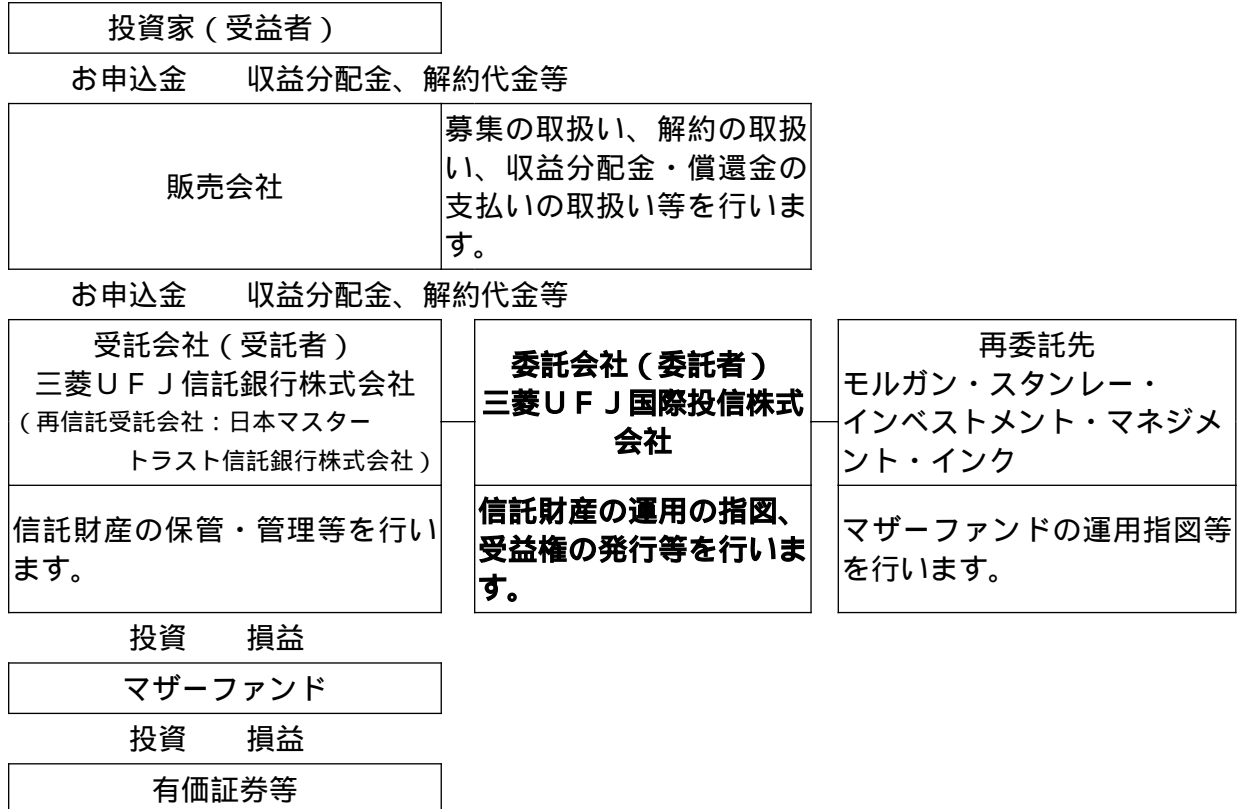 投資家（受益者）
お申込金　　収益分配金、解約代金等
販売会社
募集の取扱い、解約の取扱
い、収益分配金・償還金の
支払いの取扱い等を行いま
す。
お申込金　　収益分配金、解約代金等
受託会社（受託者）
三菱ＵＦＪ信託銀行株式会社
（再信託受託会社：日本マスター
トラスト信託銀行株式会社）
委託会社（委託者）
三菱ＵＦＪ国際投信株式
会社
再委託先
モルガン・スタンレー・
インベストメント・マネジメ
ント・インク
信託財産の保管・管理等を行い
ます。
信託財産の運用の指図、
受益権の発行等を行いま
す。
マザーファンドの運用指図等
を行います。
投資　　損益
マザーファンド
投資　　損益
有価証券等